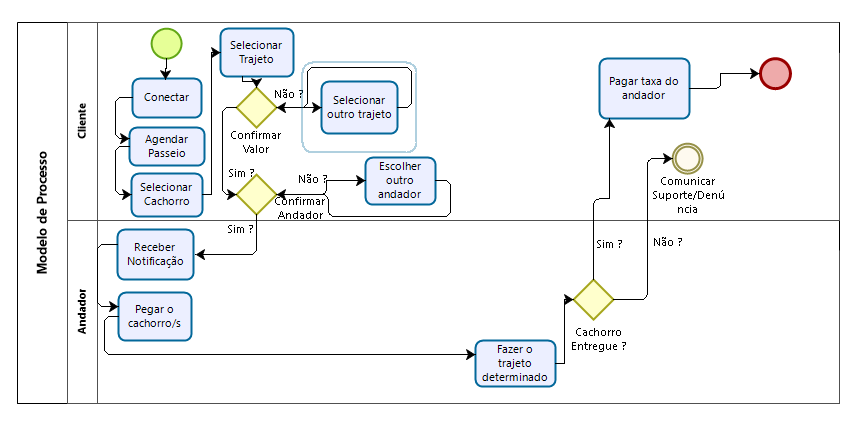 Modelo de Processo
Cliente
Conectar
Agendar
Passeio
Selecionar
Cachorro
Selecionar
Trajeto
Não ?
Confirmar
Valor
Selecionar
outro trajeto
Sim ?
Não ?
Confirmar
Andador
Escolher
outro
andador
Sim ?
Pagar taxa do
andador
Comunicar
Suporte/Denú
ncia
Andador
Receber
Notificação
Pegar o
cachorro/s
Fazer o
trajeto
determinado
Sim ?
Não ?
Cachorro
Entregue ?